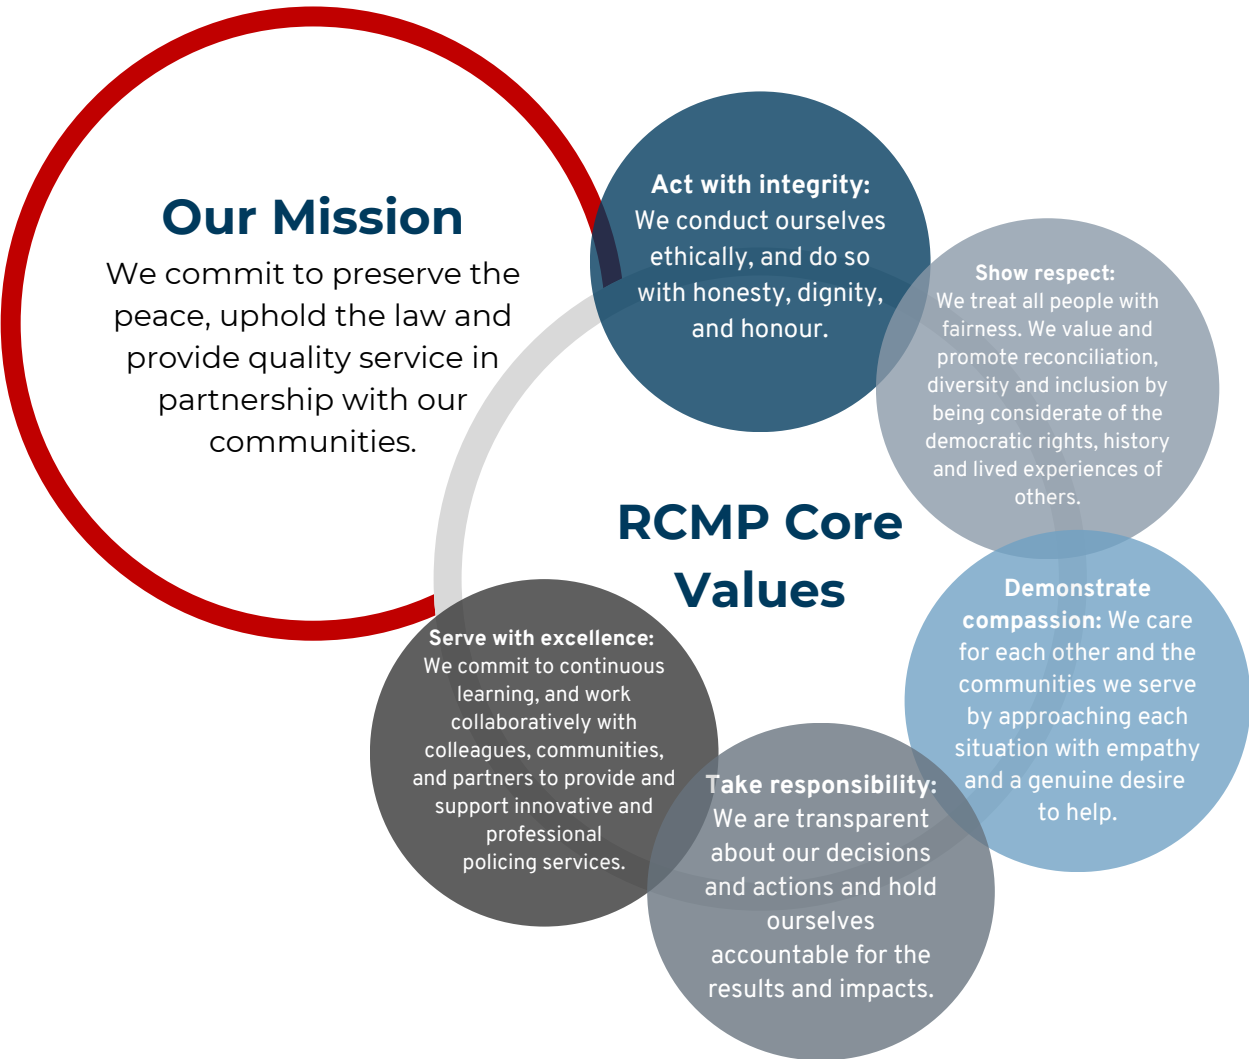 Our Mission
We commit to preserve the
peace, uphold the law and
provide quality service in
partnership with our
communities.
RCMP Core
Values
Act with integrity:
We conduct ourselves
ethically, and do so
with honesty, dignity,
and honour.
Show respect:
We treat all people with
fairness. We value and
promote reconciliation,
diversity and inclusion by
being considerate of the
democratic rights, history
and lived experiences of
others.
Demonstrate
compassion: We care
for each other and the
communities we serve
by approaching each
situation with empathy
and a genuine desire
to help.
Take responsibility:
We are transparent
about our decisions
and actions and hold
ourselves
accountable for the
results and impacts.
Serve with excellence:
We commit to continuous
learning, and work
collaboratively with
colleagues, communities,
and partners to provide and
support innovative and
professional
policing services.